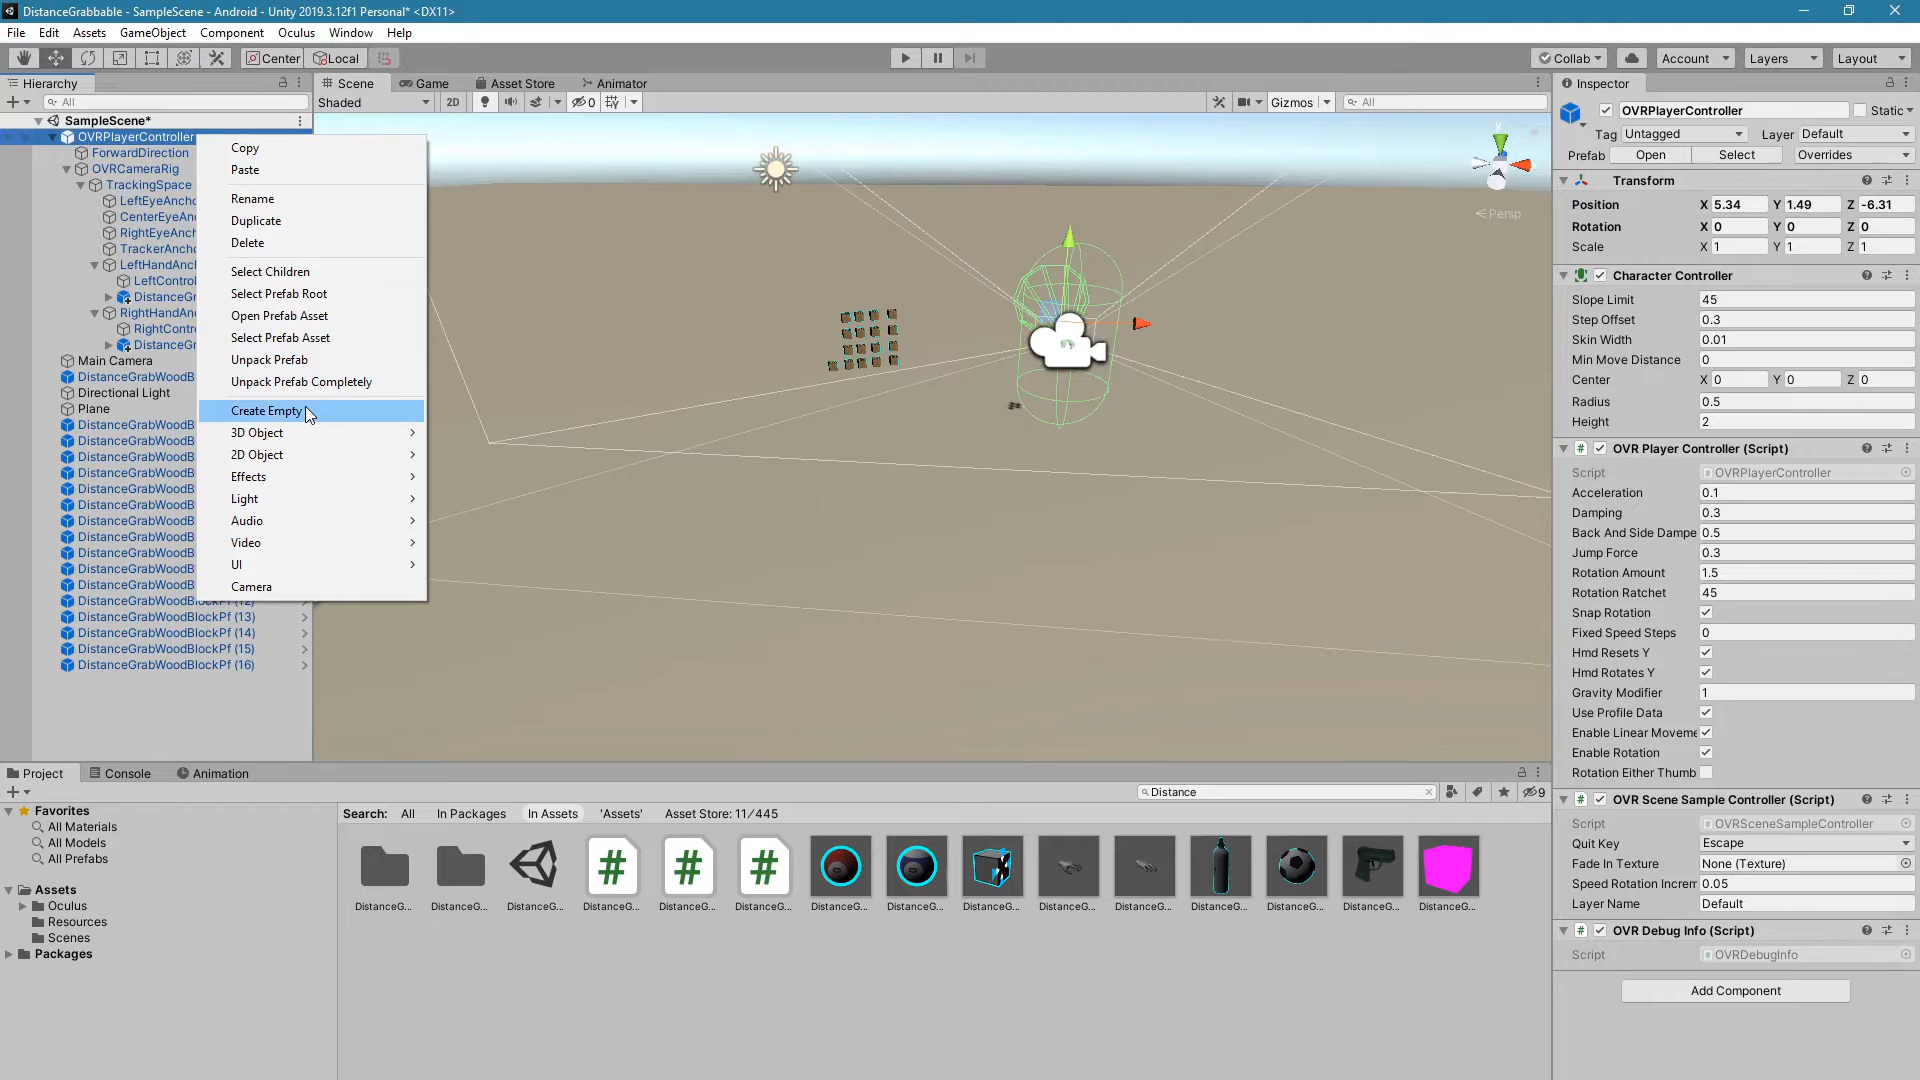 DistanceGrabbable - SampleScene - Android - Unity 2019.3.12f1 Personal* <DX11>
File Edit Assets GameObject Component Oculus Window Help
Center Local Collab Account Layers Layout
Hierarchy
All
SampleScene*
OVRPlayerController
ForwardDirection
OVRCameraRig
TrackingSpace
LeftEyeAncho
CenterEyeAnc
RightEyeAnch
TrackerAncho
LeftHandAnc
LeftControl
DistanceGr
RightHandAn
RightContro
DistanceGr
Main Camera
DistanceGrabWoodB
Directional Light
Plane
DistanceGrabWoodB
DistanceGrabWoodB
DistanceGrabWoodB
DistanceGrabWoodB
DistanceGrabWoodB
DistanceGrabWoodB
DistanceGrabWoodB
DistanceGrabWoodB
DistanceGrabWoodB
DistanceGrabWoodB
DistanceGrabWoodB
DistanceGrabWoodBlockPf (12)
DistanceGrabWoodBlockPf (13)
DistanceGrabWoodBlockPf (14)
DistanceGrabWoodBlockPf (15)
DistanceGrabWoodBlockPf (16)
Copy
Paste
Rename
Duplicate
Delete
Select Children
Select Prefab Root
Open Prefab Asset
Select Prefab Asset
Unpack Prefab
Unpack Prefab Completely
Create Empty
3D Object
2D Object
Effects
Light
Audio
Video
UI
Camera
Scene Game Asset Store Animator
Shaded 2D 0 Gizmos All
y
Persp
Inspector
OVRPlayerController Static
Tag Untagged Layer Default
Prefab Open Select Overrides
Transform
Position X 5.34 Y 1.49 Z -6.31
Rotation X 0 Y 0 Z 0
Scale X 1 Y 1 Z 1
Character Controller
Slope Limit 45
Step Offset 0.3
Skin Width 0.01
Min Move Distance 0
Center X 0 Y 0 Z 0
Radius 0.5
Height 2
OVR Player Controller (Script)
Script OVRPlayerController
Acceleration 0.1
Damping 0.3
Back And Side Dampe 0.5
Jump Force 0.3
Rotation Amount 1.5
Rotation Ratchet 45
Snap Rotation
Fixed Speed Steps 0
Hmd Resets Y
Hmd Rotates Y
Gravity Modifier 1
Use Profile Data
Enable Linear Moveme
Enable Rotation
Rotation Either Thumb
OVR Scene Sample Controller (Script)
Script OVRSceneSampleController
Quit Key Escape
Fade In Texture None (Texture)
Speed Rotation Increm 0.05
Layer Name Default
OVR Debug Info (Script)
Script OVRDebugInfo
Add Component
Project Console Animation
Distance 9
Favorites
All Materials
All Models
All Prefabs
Assets
Oculus
Resources
Scenes
Packages
Search: All In Packages In Assets 'Assets' Asset Store: 11/445
DistanceG... DistanceG... DistanceG... DistanceG... DistanceG... DistanceG... DistanceG... DistanceG... DistanceG... DistanceG... DistanceG... DistanceG... DistanceG... DistanceG... DistanceG...